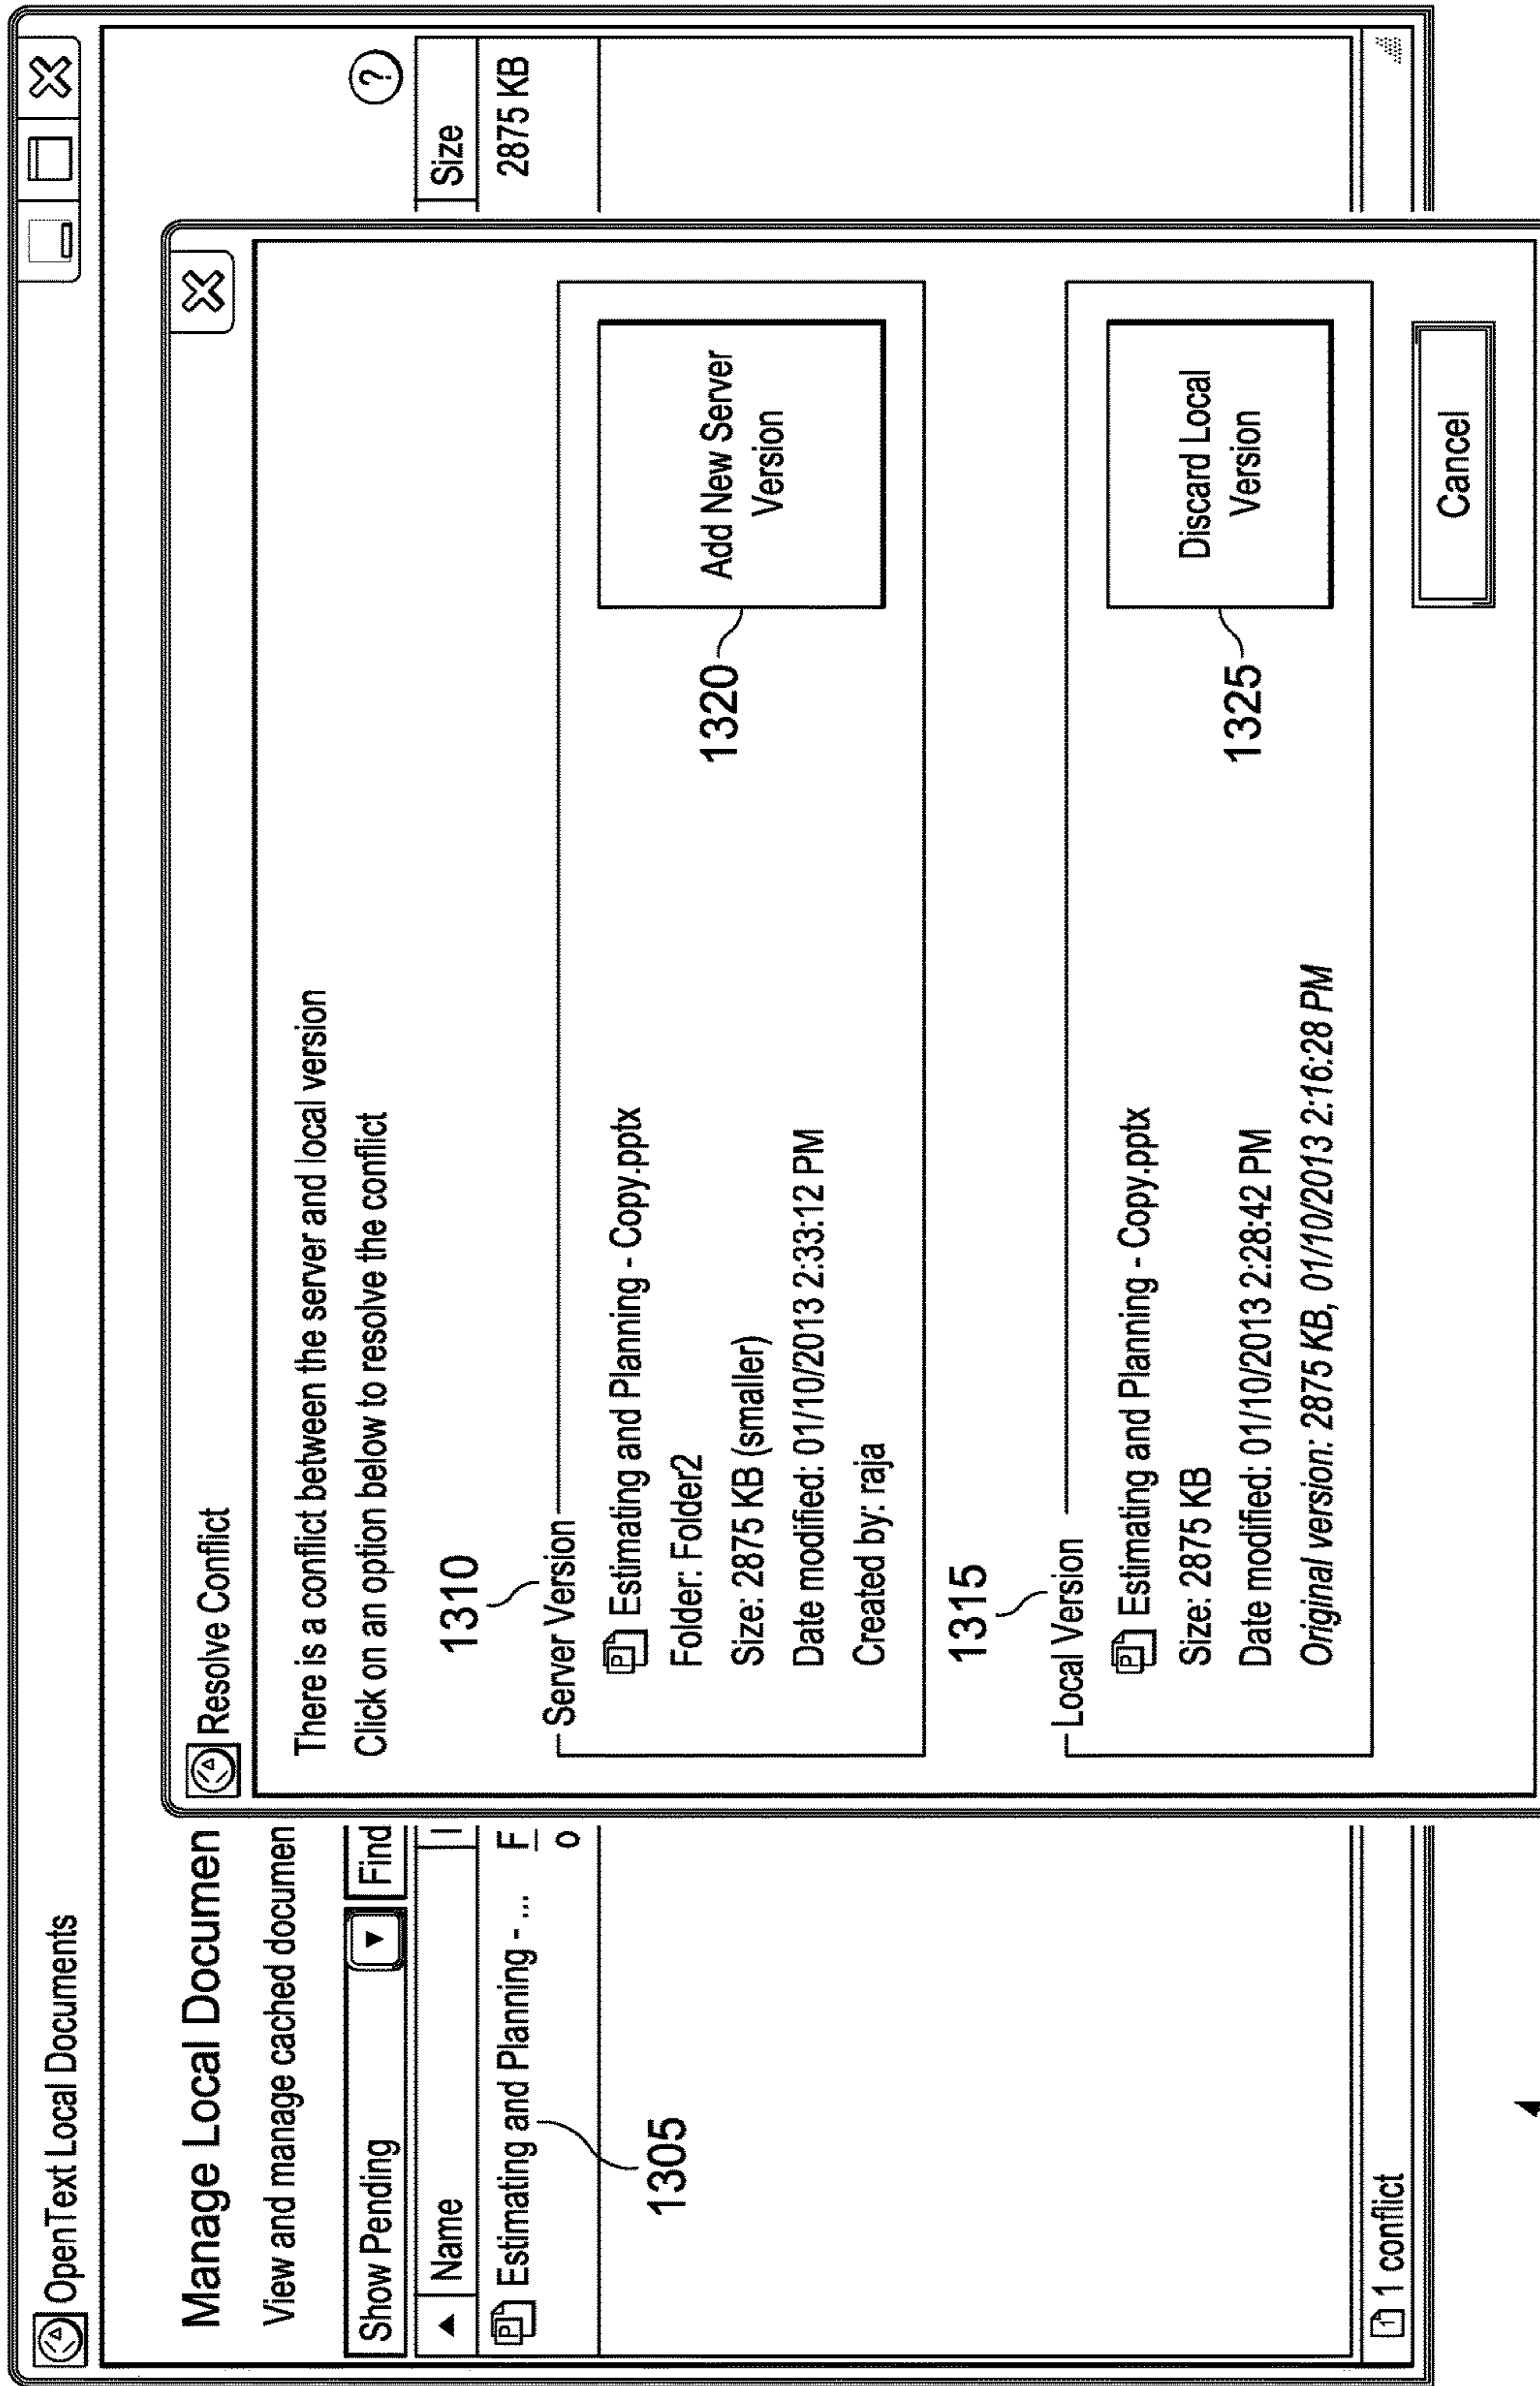 OpenText Local Documents
Manage Local Documen
View and manage cached documen
Show Pending
Find
?
Name
Size
Estimating and Planning - ...
F
o
2875 KB
1305
1 conflict
Resolve Conflict
There is a conflict between the server and local version
Click on an option below to resolve the conflict
1310
Server Version
Estimating and Planning - Copy.pptx
Folder: Folder2
Size: 2875 KB (smaller)
Date modified: 01/10/2013 2:33:12 PM
Created by: raja
1320
Add New Server
Version
1315
Local Version
Estimating and Planning - Copy.pptx
Size: 2875 KB
Date modified: 01/10/2013 2:28:42 PM
Original version: 2875 KB, 01/10/2013 2:16:28 PM
1325
Discard Local
Version
Cancel